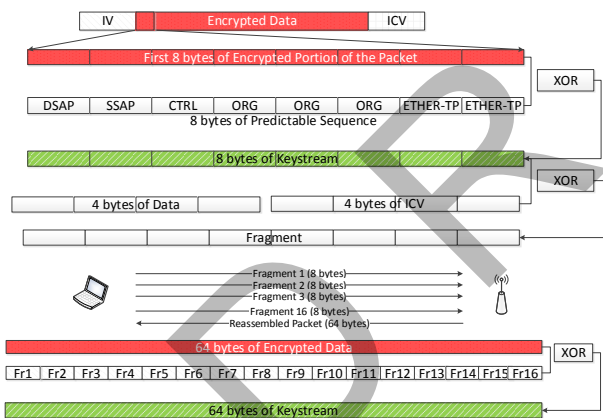 IV Encrypted Data ICV
First 8 bytes of Encrypted Portion of the Packet
XOR
DSAP SSAP CTRL ORG ORG ORG ETHER-TP ETHER-TP
8 bytes of Predictable Sequence
8 bytes of Keystream
XOR
4 bytes of Data 4 bytes of ICV
Fragment
Fragment 1 (8 bytes)
Fragment 2 (8 bytes)
Fragment 3 (8 bytes)
Fragment 16 (8 bytes)
Reassembled Packet (64 bytes)
64 bytes of Encrypted Data
XOR
Fr1 Fr2 Fr3 Fr4 Fr5 Fr6 Fr7 Fr8 Fr9 Fr10 Fr11 Fr12 Fr13 Fr14 Fr15 Fr16
64 bytes of Keystream
D R